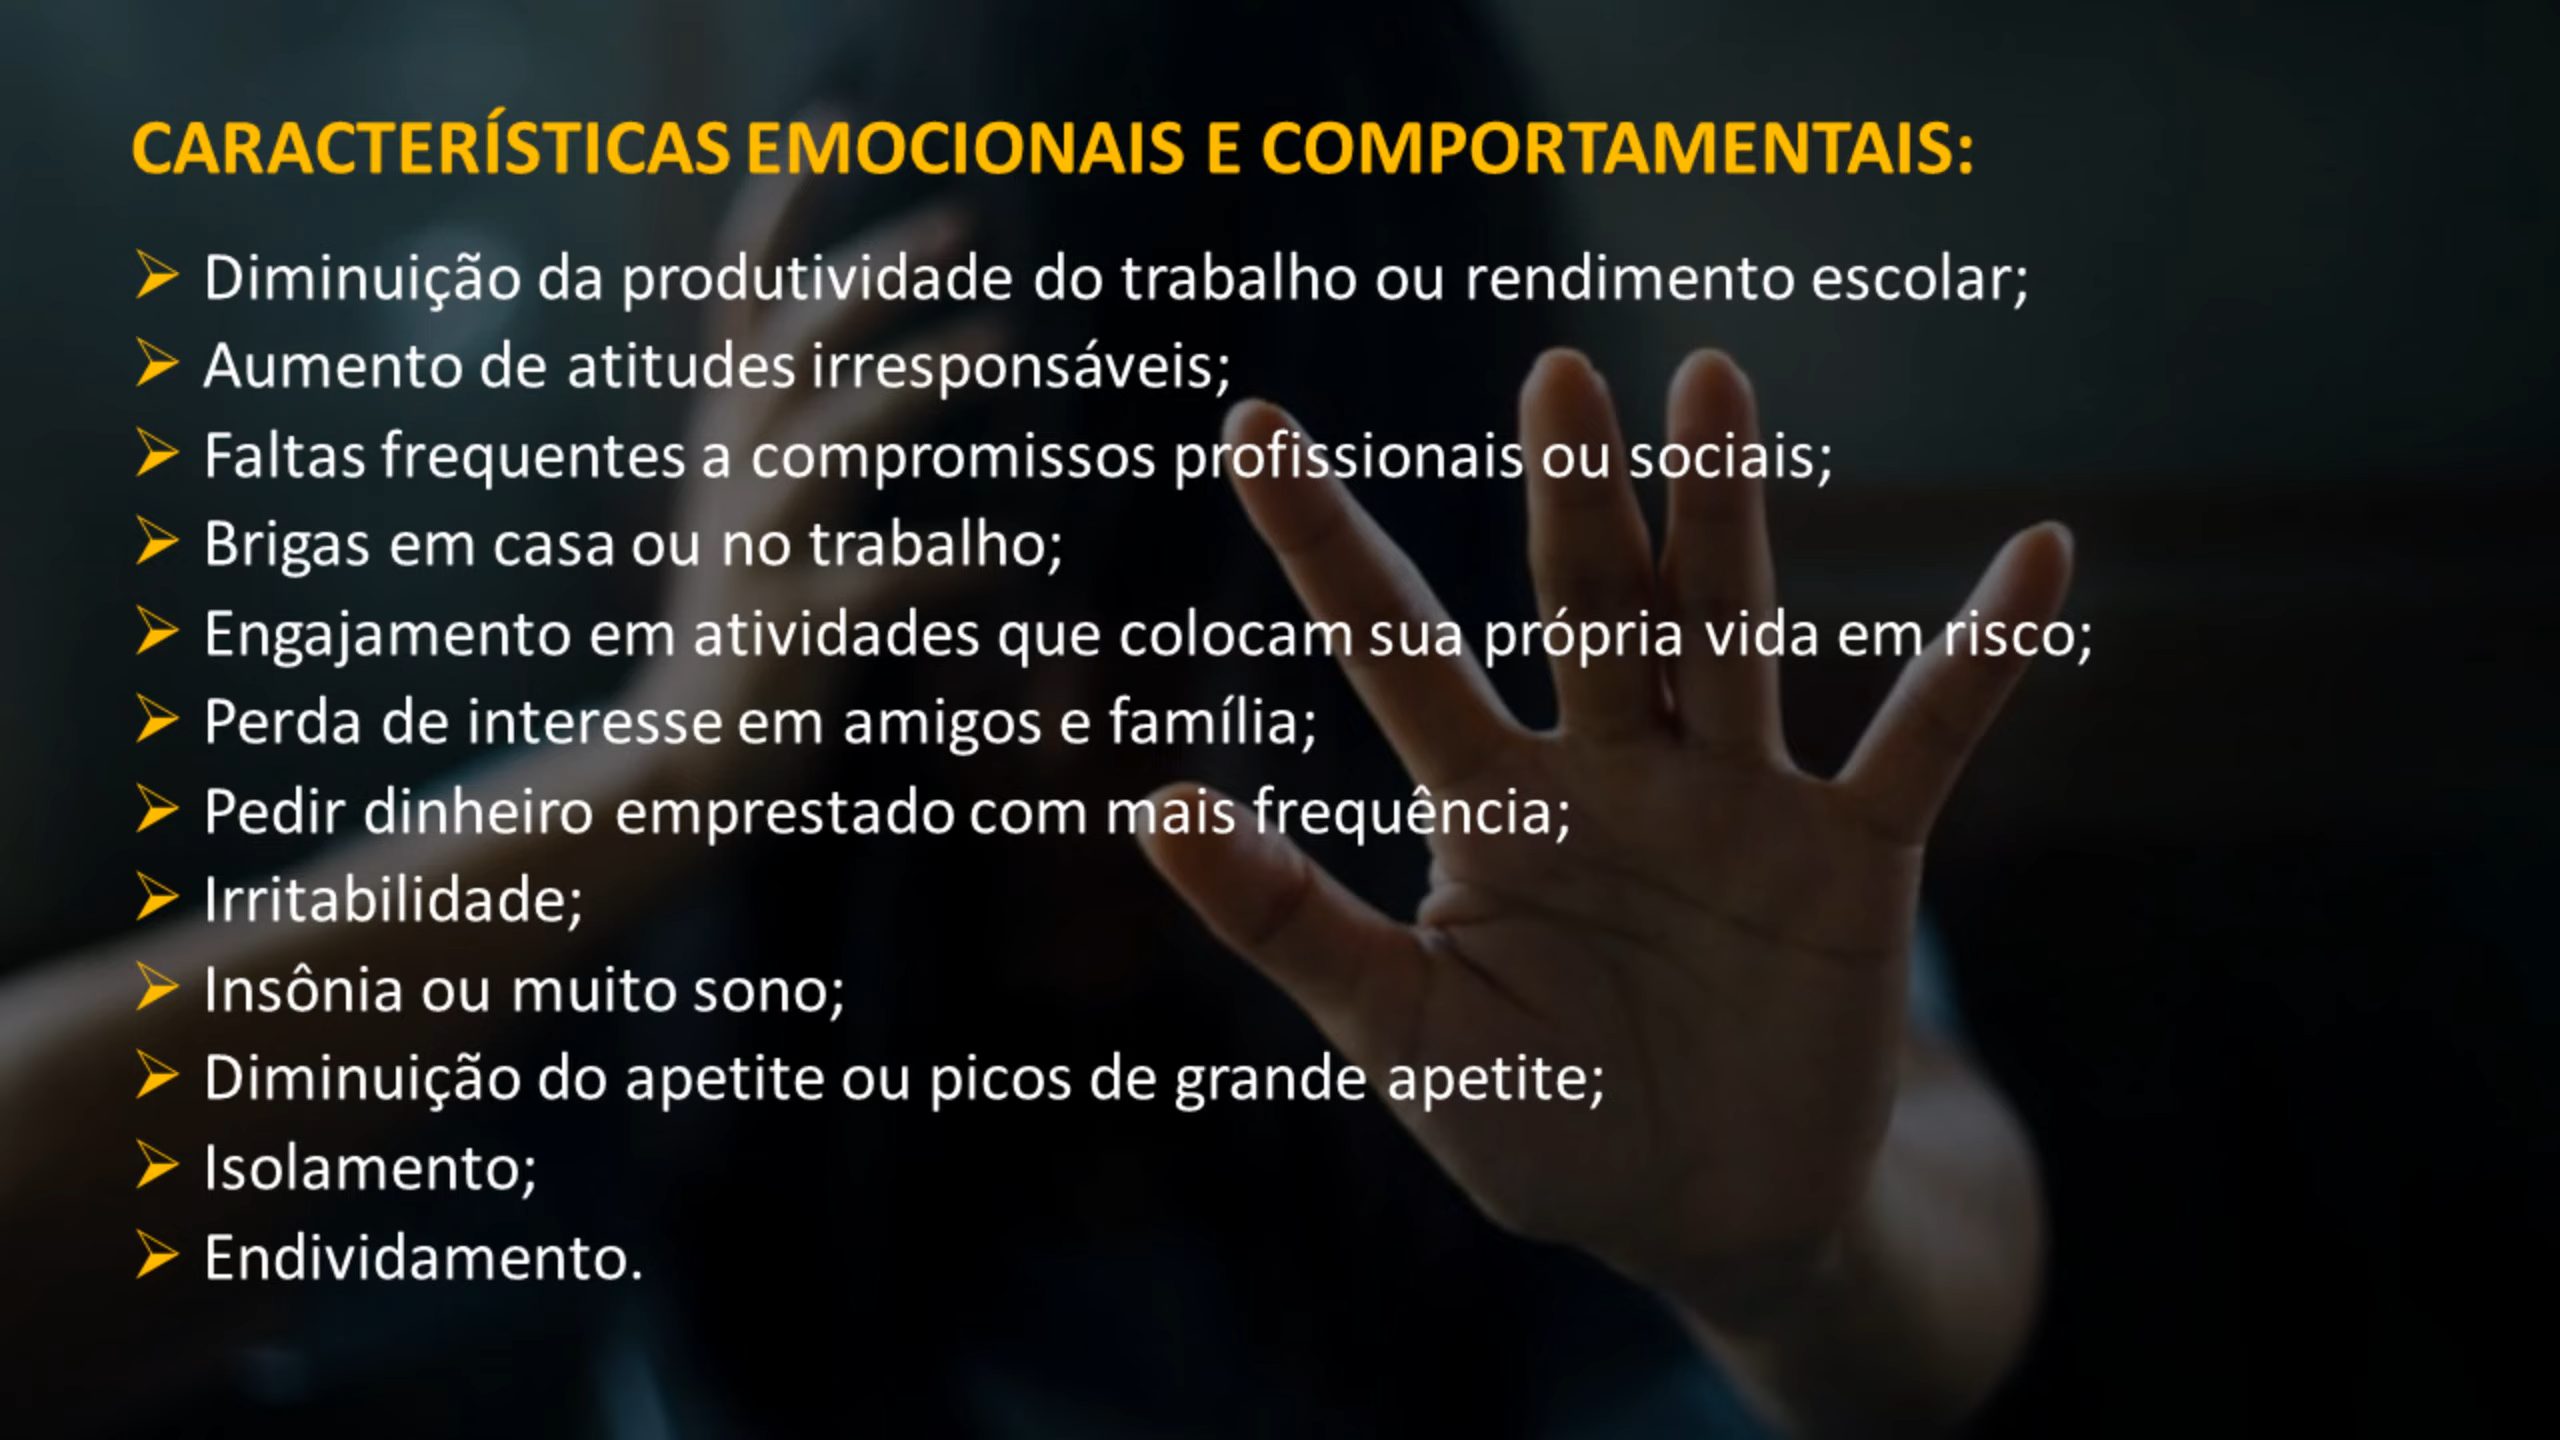 CARACTERÍSTICAS EMOCIONAIS E COMPORTAMENTAIS:
Diminuição da produtividade do trabalho ou rendimento escolar;
Aumento de atitudes irresponsáveis;
Faltas frequentes a compromissos profissionais ou sociais;
Brigas em casa ou no trabalho;
Engajamento em atividades que colocam sua própria vida em risco;
Perda de interesse em amigos e família;
Pedir dinheiro emprestado com mais frequência;
Irritabilidade;
Insônia ou muito sono;
Diminuição do apetite ou picos de grande apetite;
Isolamento;
Endividamento.